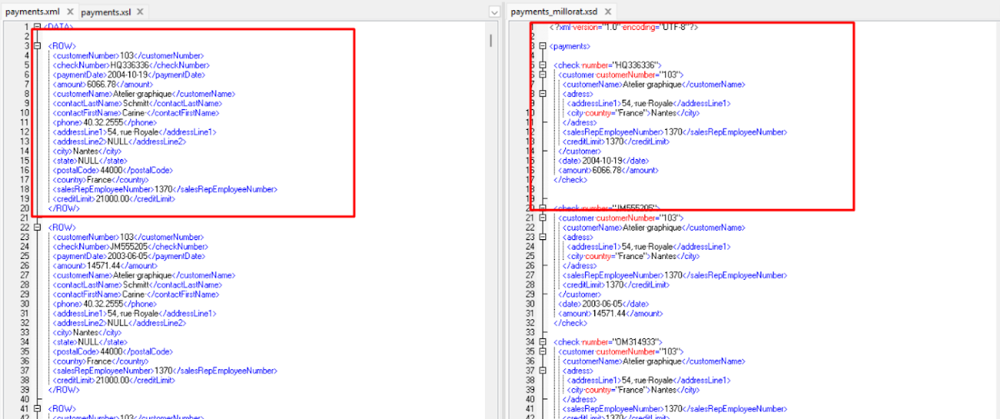 payments.xml X payments.xsl X
1 <DATA>
2
3 <ROW>
4 <customerNumber>103</customerNumber>
5 <checkNumber>HQ336336</checkNumber>
6 <paymentDate>2004-10-19</paymentDate>
7 <amount>6066.78</amount>
8 <customerName>Atelier graphique</customerName>
9 <contactLastName>Schmitt</contactLastName>
10 <contactFirstName>Carine </contactFirstName>
11 <phone>40.32.2555</phone>
12 <addressLine1>54, rue Royale</addressLine1>
13 <addressLine2>NULL</addressLine2>
14 <city>Nantes</city>
15 <state>NULL</state>
16 <postalCode>44000</postalCode>
17 <country>France</country>
18 <salesRepEmployeeNumber>1370</salesRepEmployeeNumber>
19 <creditLimit>21000.00</creditLimit>
20 </ROW>
21
22 <ROW>
23 <customerNumber>103</customerNumber>
24 <checkNumber>JM555205</checkNumber>
25 <paymentDate>2003-06-05</paymentDate>
26 <amount>14571.44</amount>
27 <customerName>Atelier graphique</customerName>
28 <contactLastName>Schmitt</contactLastName>
29 <contactFirstName>Carine </contactFirstName>
30 <phone>40.32.2555</phone>
31 <addressLine1>54, rue Royale</addressLine1>
32 <addressLine2>NULL</addressLine2>
33 <city>Nantes</city>
34 <state>NULL</state>
35 <postalCode>44000</postalCode>
36 <country>France</country>
37 <salesRepEmployeeNumber>1370</salesRepEmployeeNumber>
38 <creditLimit>21000.00</creditLimit>
39 </ROW>
40
41 <ROW>
42 <customerNumber>103</customerNumber>
payments_millorat.xsd X
1 <?xml version="1.0" encoding="UTF-8"?>
2
3 <payments>
4
5 <check number="HQ336336">
6 <customer customerNumber="103">
7 <customerName>Atelier graphique</customerName>
8 <adress>
9 <addressLine1>54, rue Royale</addressLine1>
10 <city country="France">Nantes</city>
11 </adress>
12 <salesRepEmployeeNumber>1370</salesRepEmployeeNumber>
13 <creditLimit>1370</creditLimit>
14 </customer>
15 <date>2004-10-19</date>
16 <amount>6066.78</amount>
17 </check>
18
19
20 <check number="JM555205">
21 <customer customerNumber="103">
22 <customerName>Atelier graphique</customerName>
23 <adress>
24 <addressLine1>54, rue Royale</addressLine1>
25 <city country="France">Nantes</city>
26 </adress>
27 <salesRepEmployeeNumber>1370</salesRepEmployeeNumber>
28 <creditLimit>1370</creditLimit>
29 </customer>
30 <date>2003-06-05</date>
31 <amount>14571.44</amount>
32 </check>
33
34 <check number="OM314933">
35 <customer customerNumber="103">
36 <customerName>Atelier graphique</customerName>
37 <adress>
38 <addressLine1>54, rue Royale</addressLine1>
39 <city country="France">Nantes</city>
40 </adress>
41 <salesRepEmployeeNumber>1370</salesRepEmployeeNumber>
42 <creditLimit>1370</creditLimit>